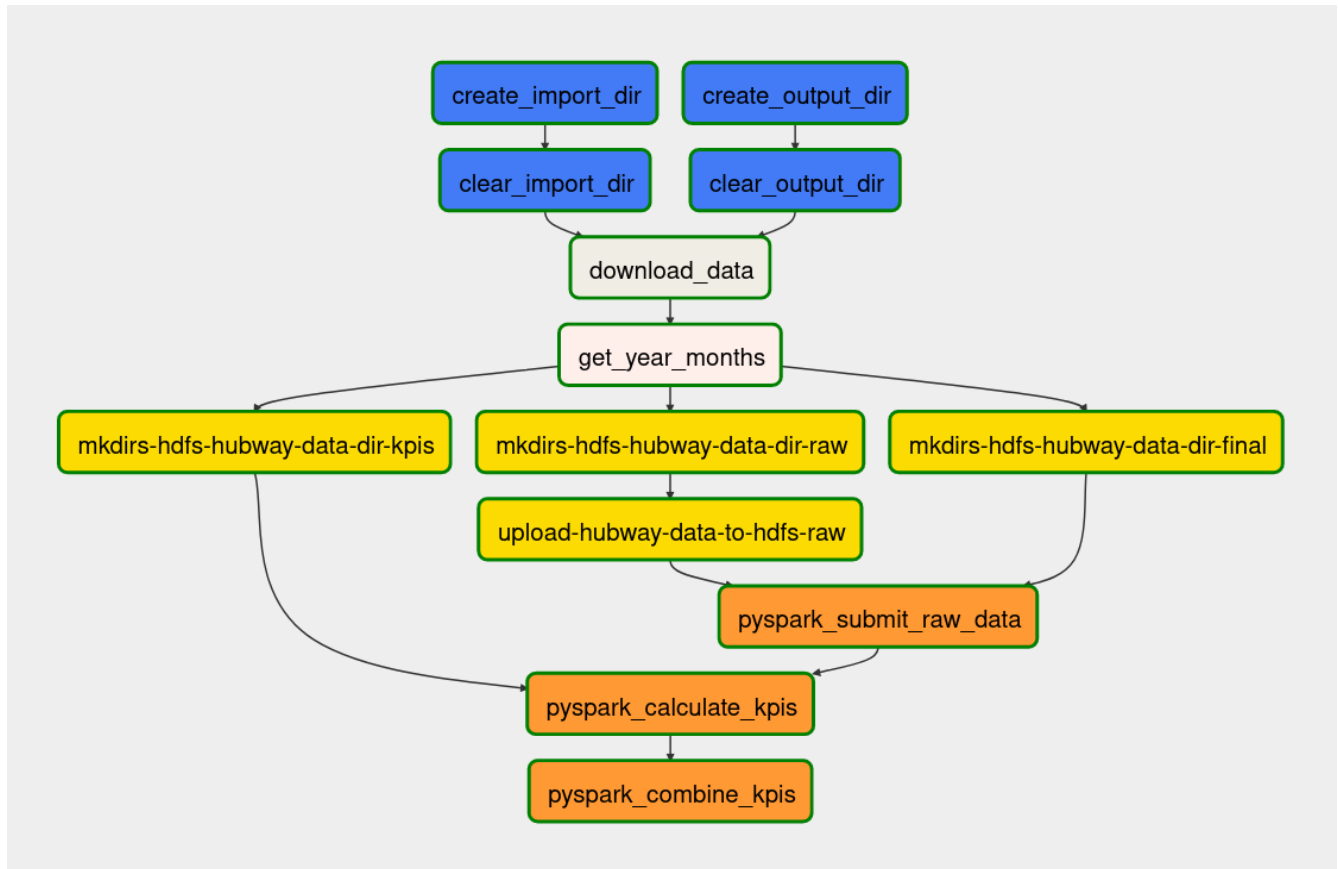 create_import_dir
create_output_dir
clear_import_dir
clear_output_dir
download_data
get_year_months
mkdirs-hdfs-hubway-data-dir-kpis
mkdirs-hdfs-hubway-data-dir-raw
mkdirs-hdfs-hubway-data-dir-final
upload-hubway-data-to-hdfs-raw
pyspark_submit_raw_data
pyspark_calculate_kpis
pyspark_combine_kpis